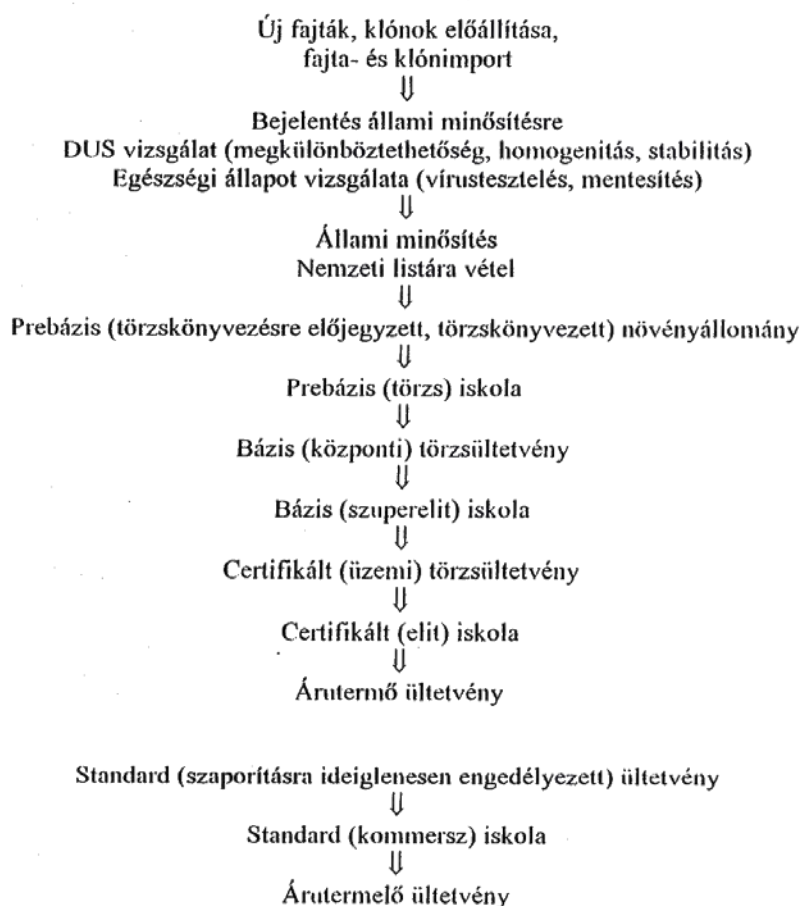 Új fajták, klónok előállítása,
fajta- és klónimport
⇓
Bejelentés állami minősítésre
DUS vizsgálat (megkülönböztethetőség, homogenitás, stabilitás)
Egészségi állapot vizsgálata (vírustesztelés, mentesítés)
⇓
Állami minősítés
Nemzeti listára vétel
⇓
Prebázis (törzskönyvezésre előjegyzett, törzskönyvezett) növényállomány
⇓
Prebázis (törzs) iskola
⇓
Bázis (központi) törzsültetvény
⇓
Bázis (szuperelit) iskola
⇓
Certifikált (üzemi) törzsültetvény
⇓
Certifikált (elit) iskola
⇓
Árutermő ültetvény
Standard (szaporításra ideiglenesen engedélyezett) ültetvény
⇓
Standard (kommersz) iskola
⇓
Árutermelő ültetvény